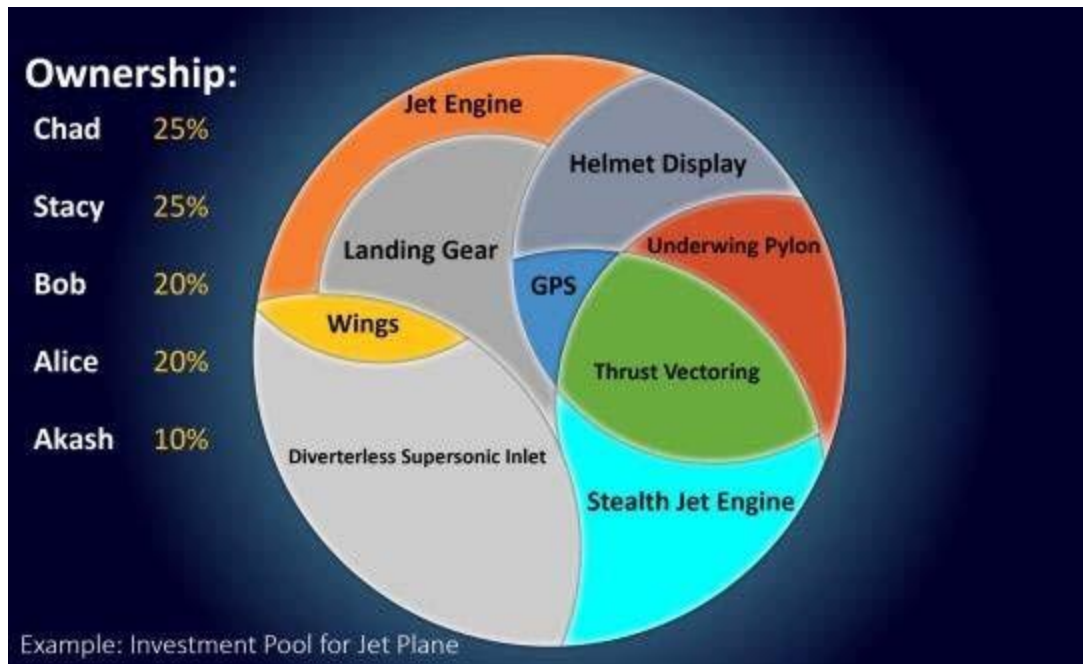 Ownership:
Chad 25%
Stacy 25%
Bob 20%
Alice 20%
Akash 10%
Jet Engine
Helmet Display
Landing Gear
Underwing Pylon
GPS
Wings
Thrust Vectoring
Diverterless Supersonic Inlet
Stealth Jet Engine
Example: Investment Pool for Jet Plane